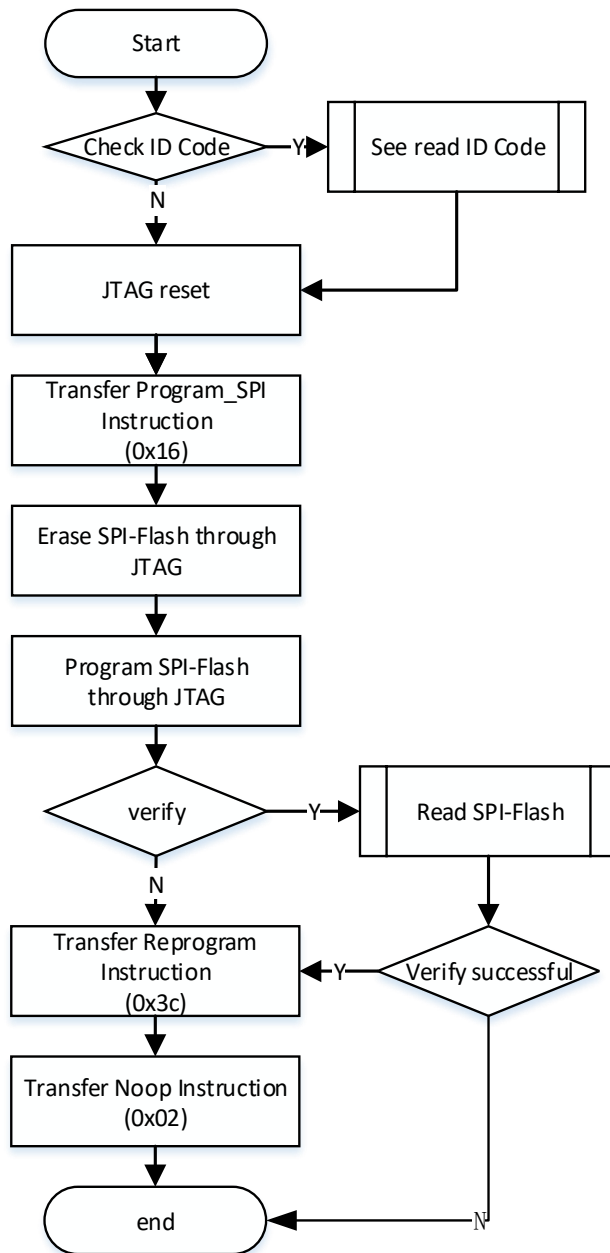 Start
Check ID Code
Y
See read ID Code
N
JTAG reset
Transfer Program_SPI
Instruction
(0x16)
Erase SPI-Flash through
JTAG
Program SPI-Flash
through JTAG
verify
Y
Read SPI-Flash
N
Transfer Reprogram
Instruction
(0x3c)
Y
Verify successful
Transfer Noop Instruction
(0x02)
end
N